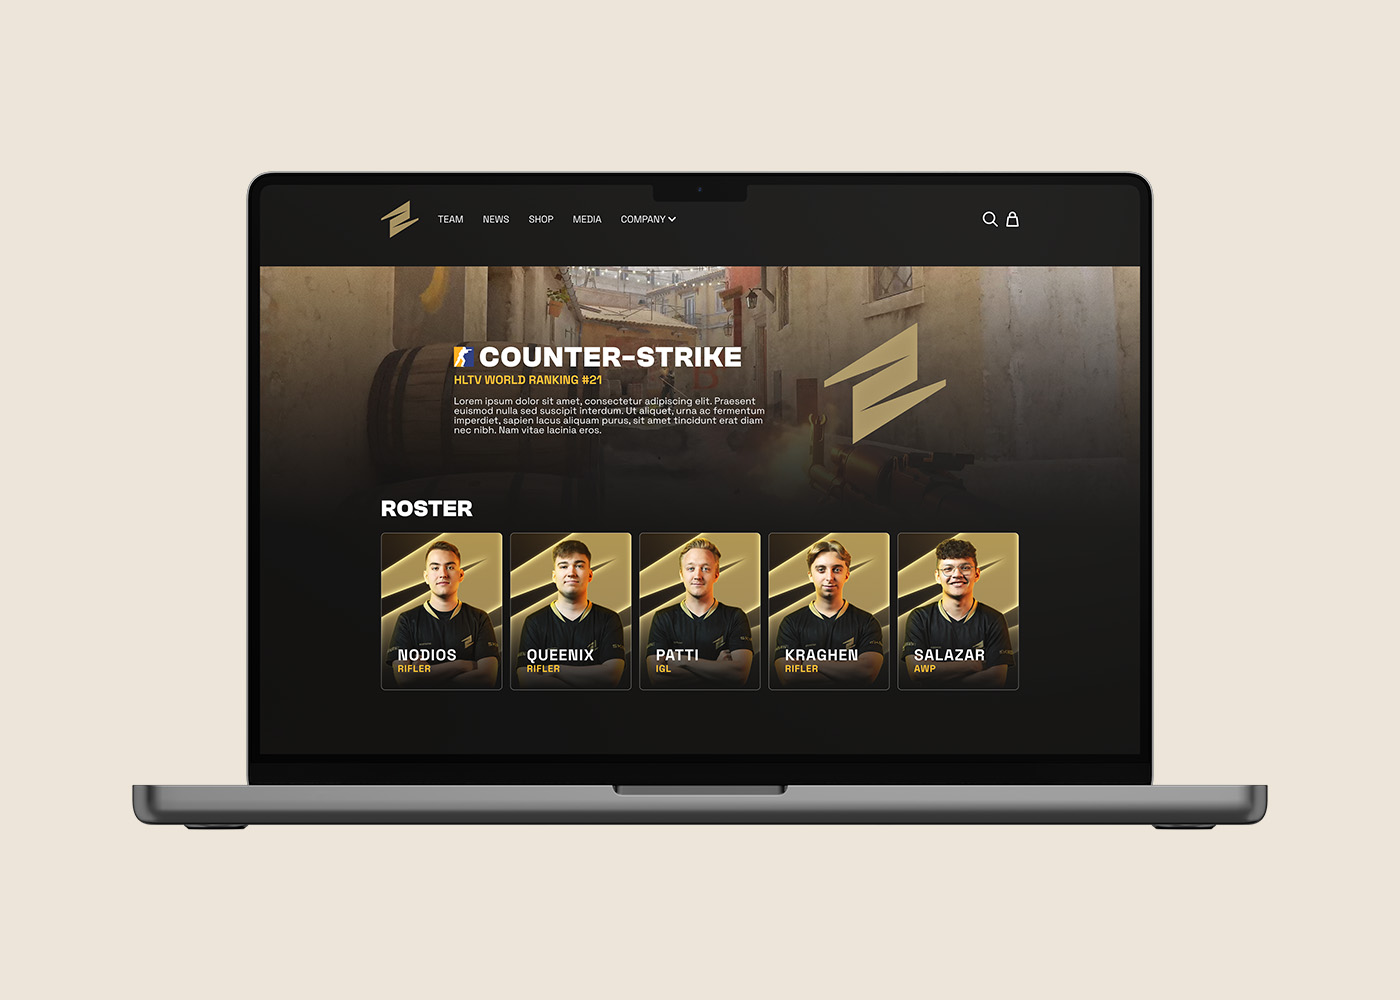 TEAM NEWS SHOP MEDIA COMPANY
COUNTER-STRIKE
HLTV WORLD RANKING #21
Lorem ipsum dolor sit amet, consectetur adipiscing elit. Praesent
euismod nulla sed suscipit interdum. Ut aliquet, urna ac fermentum
imperdiet, sapien lacus aliquam purus, sit amet tincidunt erat diam
nec nibh. Nam vitae lacinia eros.
B
ROSTER
NODIOS
RIFLER
QUEENIX
RIFLER
PATTI
IGL
KRAGHEN
RIFLER
SALAZAR
AWP